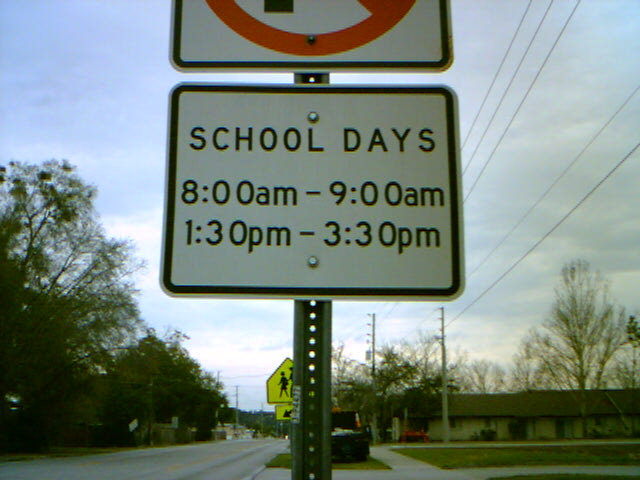 SCHOOL DAYS
8:00am - 9:00am
1:30pm - 3:30pm